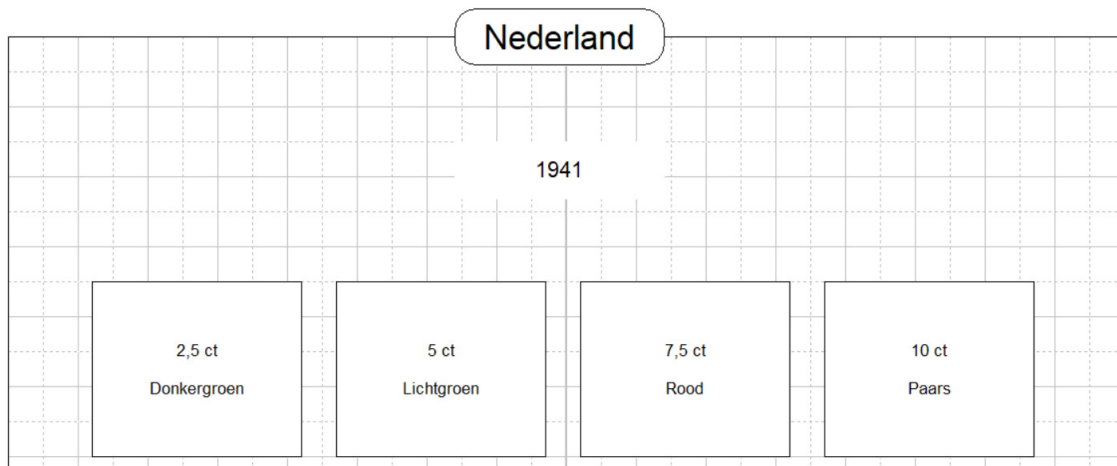 Nederland
1941
2,5 ct
Donkergroen
5 ct
Lichtgroen
7,5 ct
Rood
10 ct
Paars